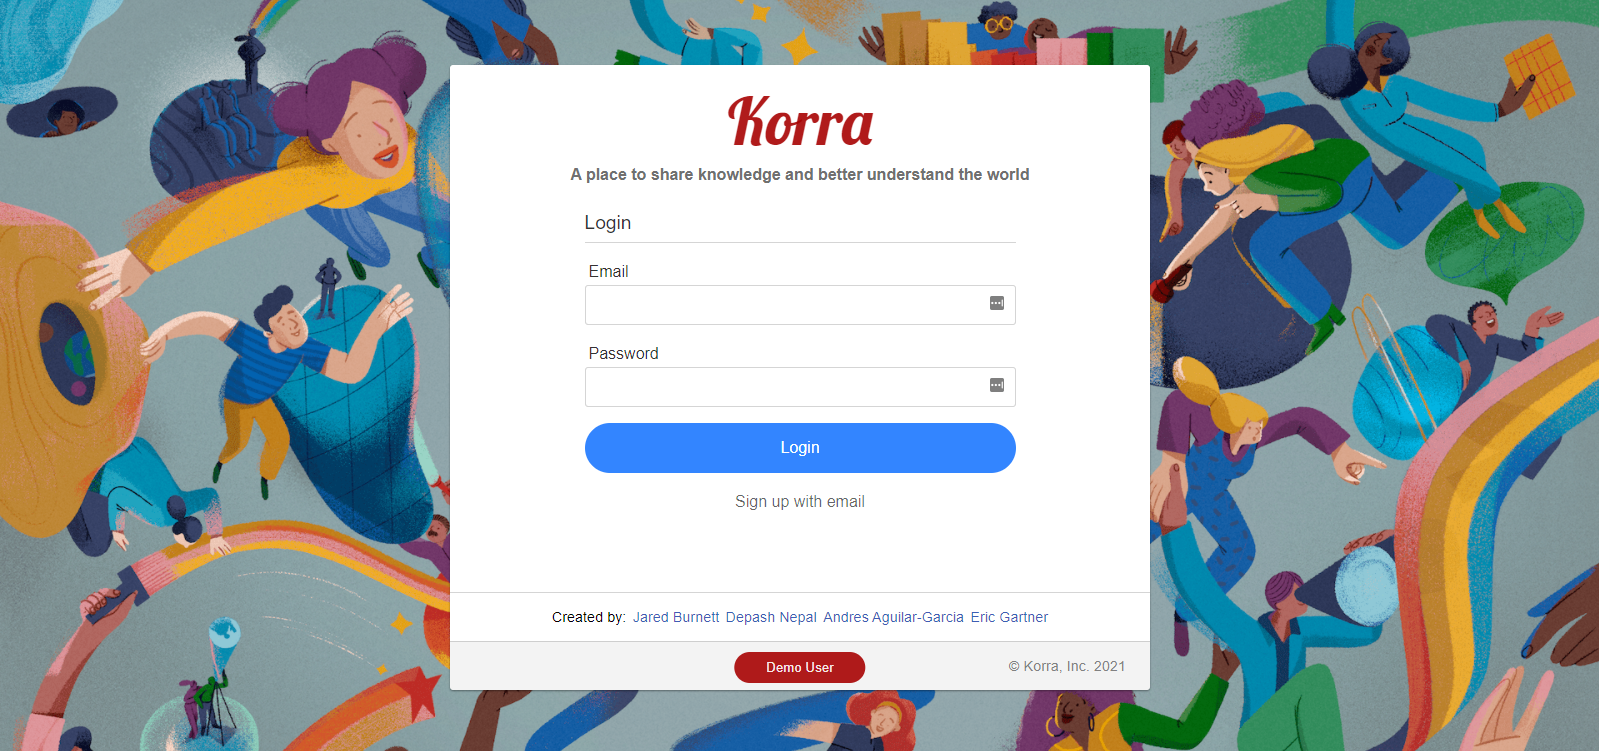 Korra
A place to share knowledge and better understand the world
Login
Email
Password
Login
Sign up with email
Created by: Jared Burnett Depash Nepal Andres Aguilar-Garcia Eric Gartner
Demo User
© Korra, Inc. 2021